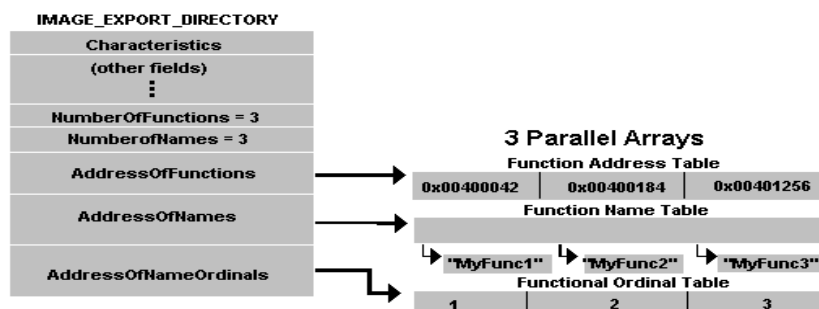 IMAGE_EXPORT_DIRECTORY
Characteristics
(other fields)
NumberOfFunctions = 3
NumberofNames = 3
AddressOfFunctions
AddressOfNames
AddressOfNameOrdinals
3 Parallel Arrays
Function Address Table
0x00400042 0x00400184 0x00401256
Function Name Table
"MyFunc1" "MyFunc2" "MyFunc3"
Functional Ordinal Table
1 2 3